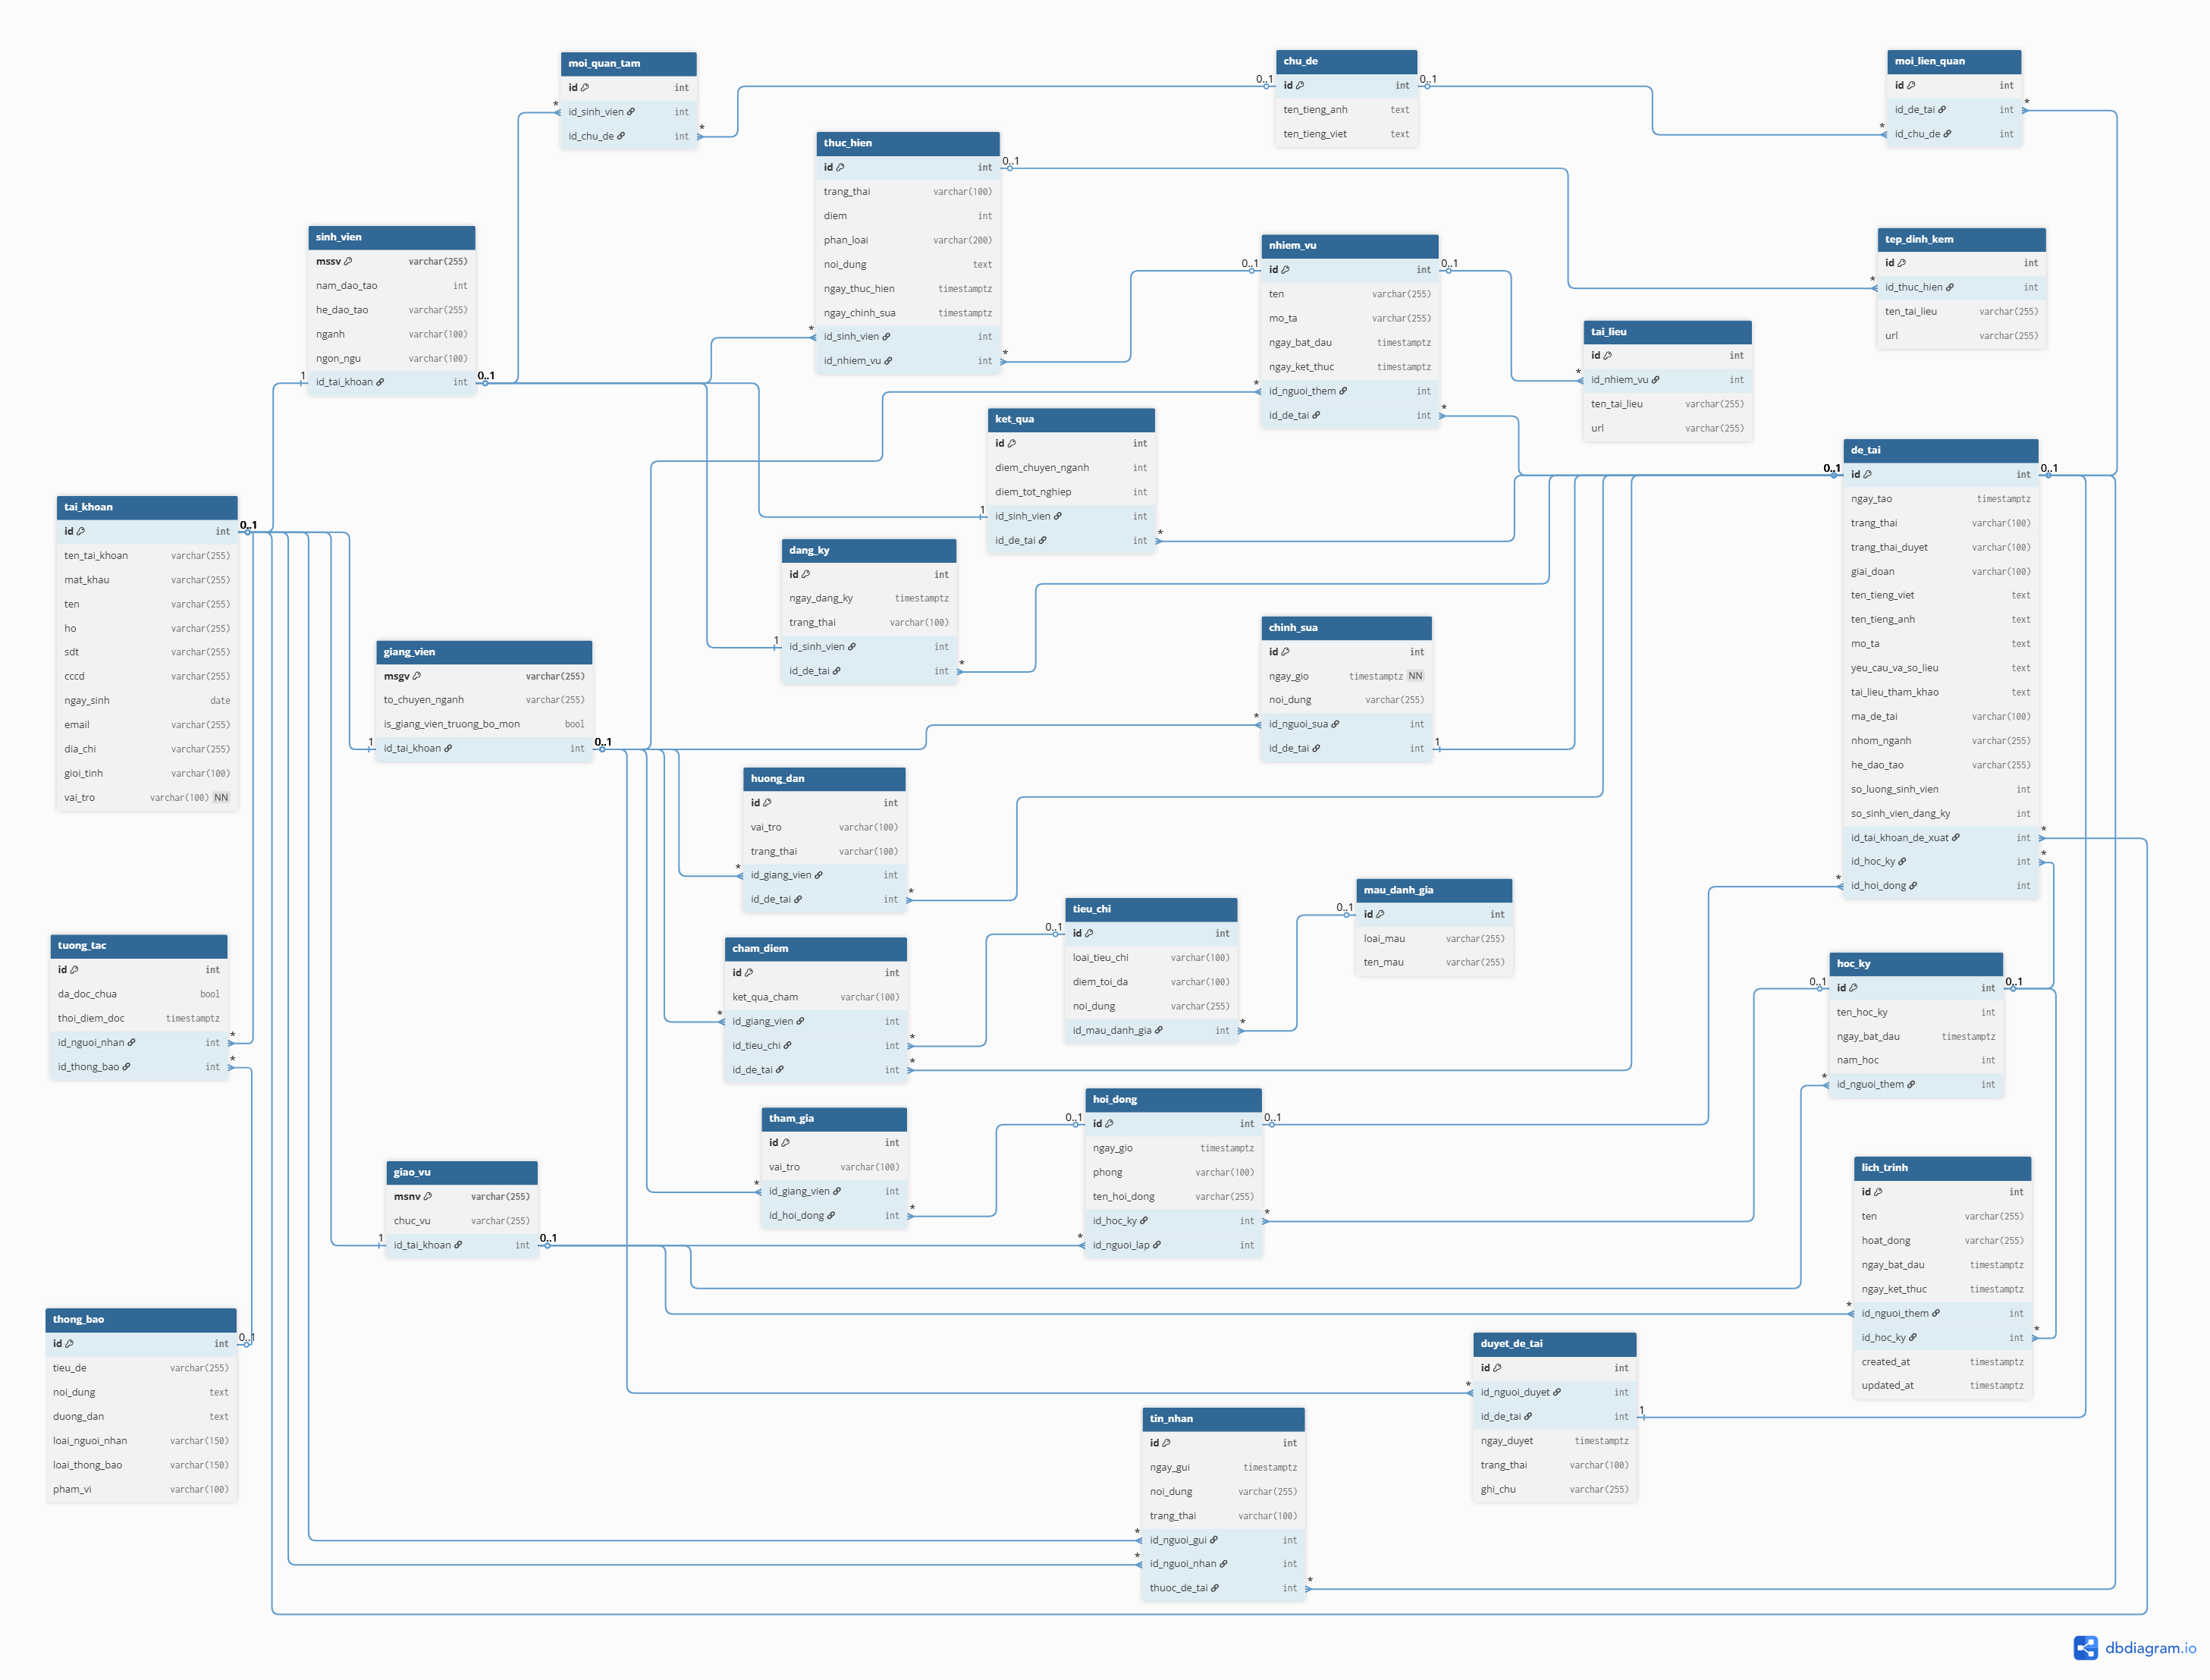 moi_quan_tam
id int
id_sinh_vien int
id_chu_de int
chu_de
id int
ten_tieng_anh text
ten_tieng_viet text
moi_lien_quan
id int
id_de_tai int
id_chu_de int
thuc_hien
id int
trang_thai varchar(100)
diem int
phan_loai varchar(200)
noi_dung text
ngay_thuc_hien timestamptz
ngay_chinh_sua timestamptz
id_sinh_vien int
id_nhiem_vu int
sinh_vien
mssv varchar(255)
nam_dao_tao int
he_dao_tao varchar(255)
nganh varchar(100)
ngon_ngu varchar(100)
id_tai_khoan int
nhiem_vu
id int
ten varchar(255)
mo_ta varchar(255)
ngay_bat_dau timestamptz
ngay_ket_thuc timestamptz
id_nguoi_them int
id_de_tai int
tep_dinh_kem
id int
id_thuc_hien int
ten_tai_lieu varchar(255)
url varchar(255)
tai_lieu
id int
id_nhiem_vu int
ten_tai_lieu varchar(255)
url varchar(255)
ket_qua
id int
diem_chuyen_nganh int
diem_tot_nghiep int
id_sinh_vien int
id_de_tai int
de_tai
id int
ngay_tao timestamptz
trang_thai varchar(100)
trang_thai_duyet varchar(100)
giai_doan varchar(100)
ten_tieng_viet text
ten_tieng_anh text
mo_ta text
yeu_cau_va_so_lieu text
tai_lieu_tham_khao text
ma_de_tai varchar(100)
nhom_nganh varchar(255)
he_dao_tao varchar(255)
so_luong_sinh_vien int
so_sinh_vien_dang_ky int
id_tai_khoan_de_xuat int
id_hoc_ky int
id_hoi_dong int
tai_khoan
id int
ten_tai_khoan varchar(255)
mat_khau varchar(255)
ten varchar(255)
ho varchar(255)
sdt varchar(255)
cccd varchar(255)
ngay_sinh date
email varchar(255)
dia_chi varchar(255)
gioi_tinh varchar(100)
vai_tro varchar(100) NN
dang_ky
id int
ngay_dang_ky timestamptz
trang_thai varchar(100)
id_sinh_vien int
id_de_tai int
chinh_sua
id int
ngay_gio timestamptz NN
noi_dung varchar(255)
id_nguoi_sua int
id_de_tai int
giang_vien
msgv varchar(255)
to_chuyen_nganh varchar(255)
is_giang_vien_truong_bo_mon bool
id_tai_khoan int
huong_dan
id int
vai_tro varchar(100)
trang_thai varchar(100)
id_giang_vien int
id_de_tai int
tieu_chi
id int
loai_tieu_chi varchar(100)
diem_toi_da varchar(100)
noi_dung varchar(255)
id_mau_danh_gia int
mau_danh_gia
id int
loai_mau varchar(255)
ten_mau varchar(255)
tuong_tac
id int
da_doc_chua bool
thoi_diem_doc timestamptz
id_nguoi_nhan int
id_thong_bao int
cham_diem
id int
ket_qua_cham varchar(100)
id_giang_vien int
id_tieu_chi int
id_de_tai int
hoc_ky
id int
ten_hoc_ky int
ngay_bat_dau timestamptz
nam_hoc int
id_nguoi_them int
tham_gia
id int
vai_tro varchar(100)
id_giang_vien int
id_hoi_dong int
hoi_dong
id int
ngay_gio timestamptz
phong varchar(100)
ten_hoi_dong varchar(255)
id_hoc_ky int
id_nguoi_lap int
giao_vu
msnv varchar(255)
chuc_vu varchar(255)
id_tai_khoan int
lich_trinh
id int
ten varchar(255)
hoat_dong varchar(255)
ngay_bat_dau timestamptz
ngay_ket_thuc timestamptz
id_nguoi_them int
id_hoc_ky int
created_at timestamptz
updated_at timestamptz
thong_bao
id int
tieu_de varchar(255)
noi_dung text
duong_dan text
loai_nguoi_nhan varchar(150)
loai_thong_bao varchar(150)
pham_vi varchar(100)
duyet_de_tai
id int
id_nguoi_duyet int
id_de_tai int
ngay_duyet timestamptz
trang_thai varchar(100)
ghi_chu varchar(255)
tin_nhan
id int
ngay_gui timestamptz
noi_dung varchar(255)
trang_thai varchar(100)
id_nguoi_gui int
id_nguoi_nhan int
thuoc_de_tai int
dbdiagram.io